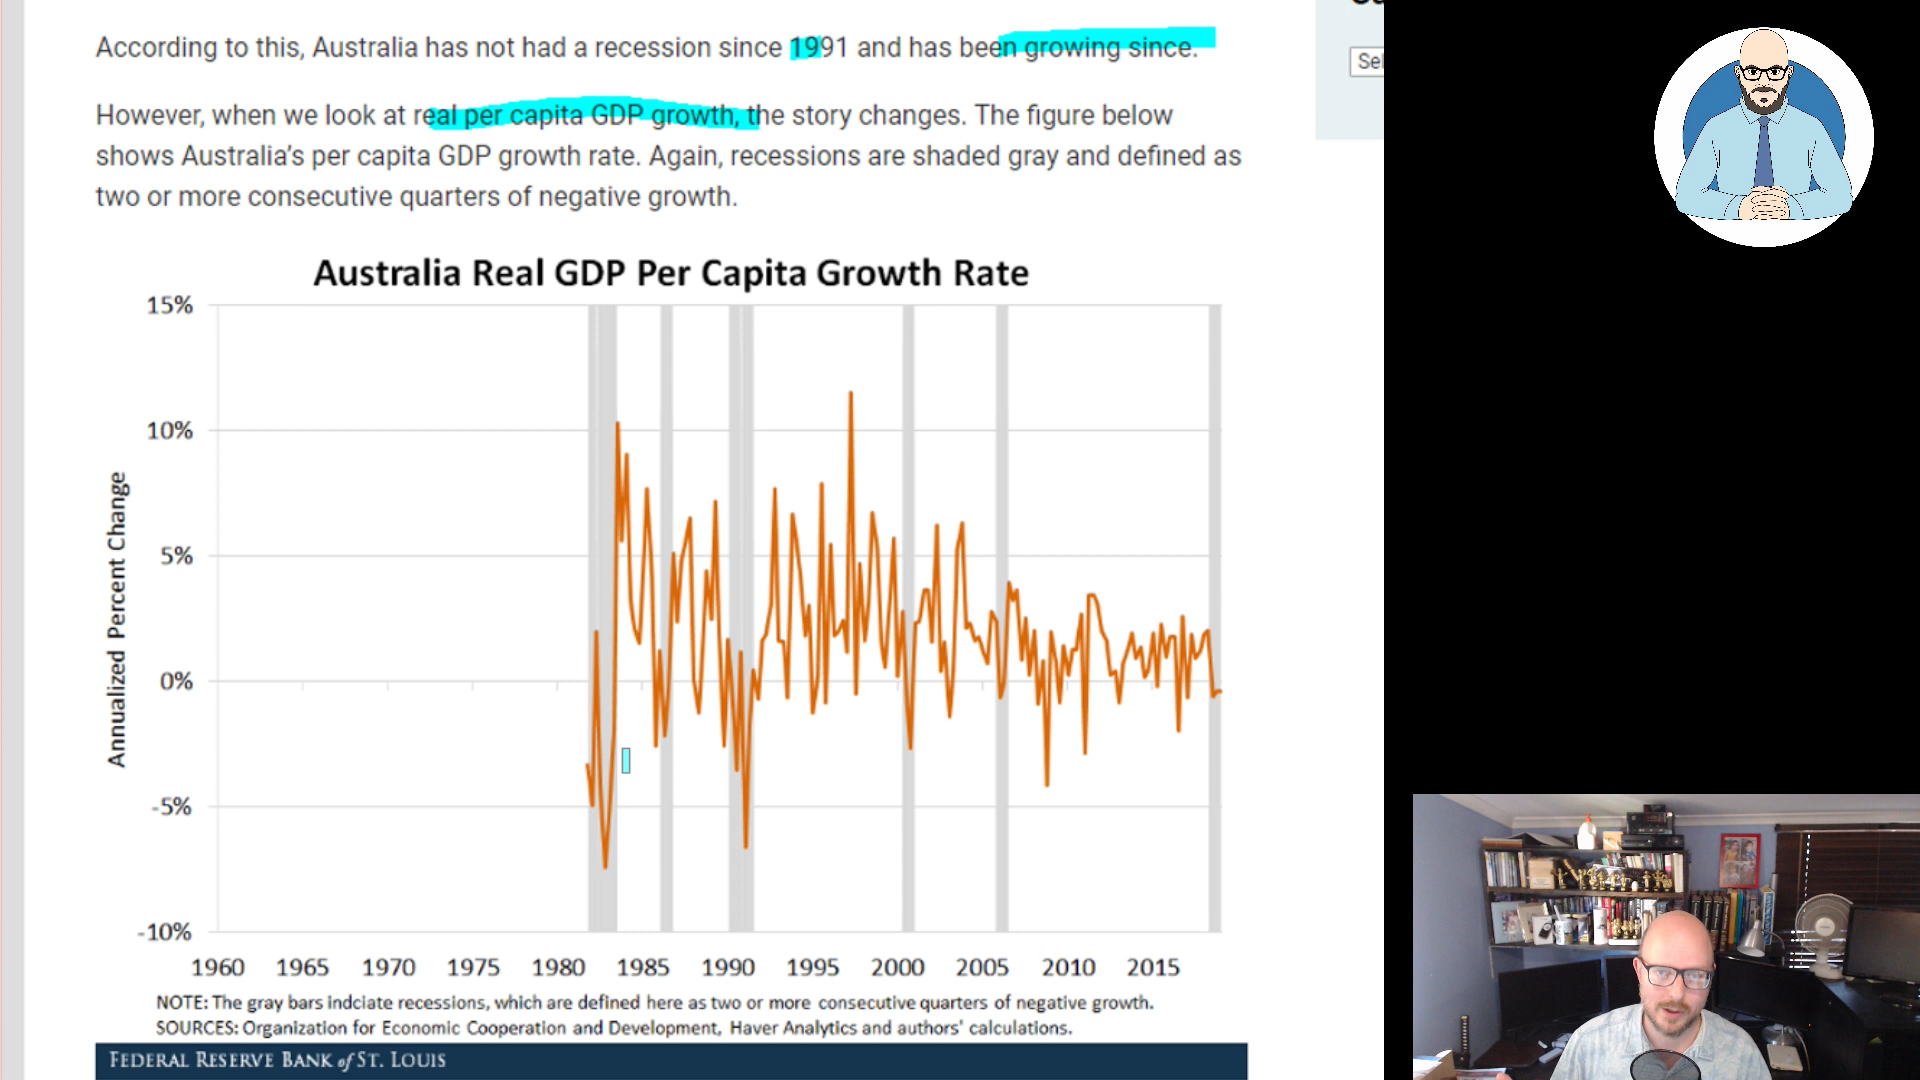 According to this, Australia has not had a recession since 1991 and has been growing since.
However, when we look at real per capita GDP growth, the story changes. The figure below
shows Australia's per capita GDP growth rate. Again, recessions are shaded gray and defined as
two or more consecutive quarters of negative growth.
Sel
Australia Real GDP Per Capita Growth Rate
Annualized Percent Change
15%
10%
5%
0%
-5%
-10%
1960 1965 1970 1975 1980 1985 1990 1995 2000 2005 2010 2015
NOTE: The gray bars indciate recessions, which are defined here as two or more consecutive quarters of negative growth.
SOURCES: Organization for Economic Cooperation and Development, Haver Analytics and authors' calculations.
FEDERAL RESERVE BANK of ST. LOUIS